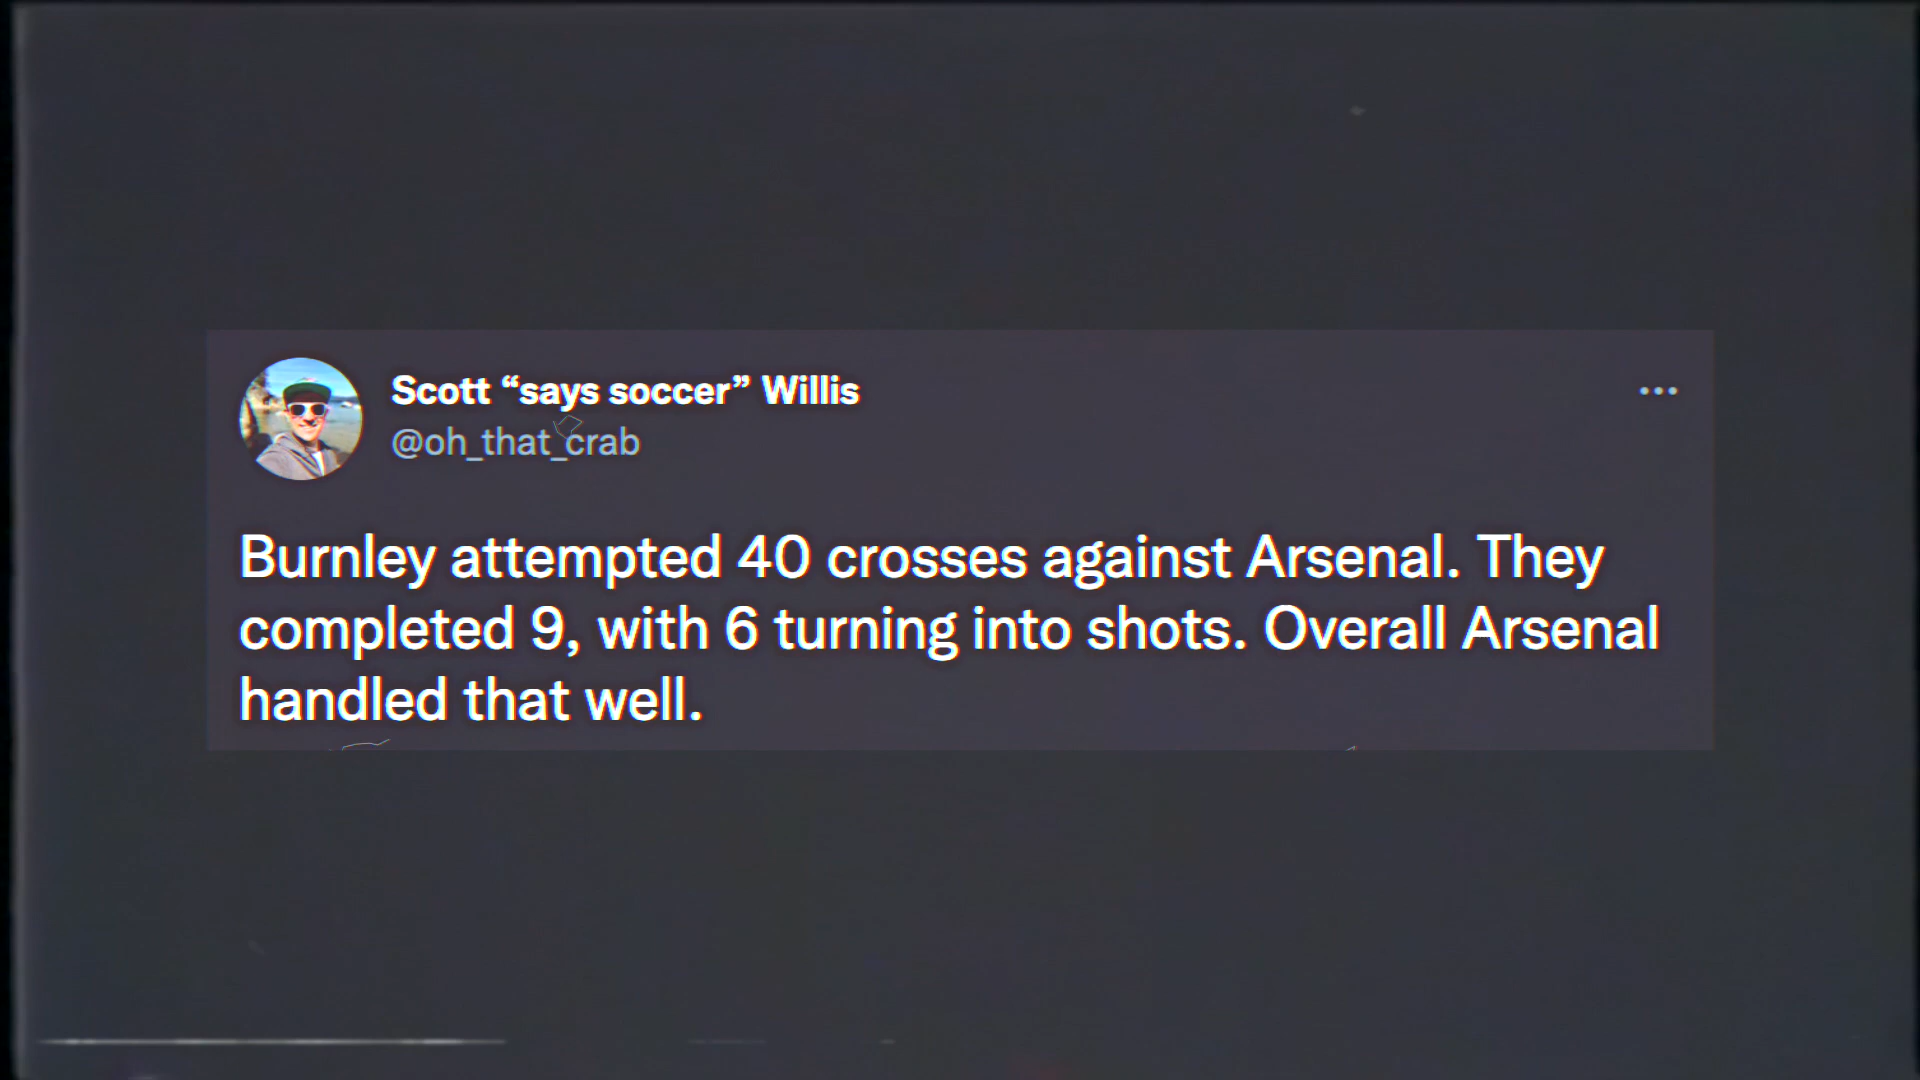 Scott “says soccer” Willis
@oh_that_crab
Burnley attempted 40 crosses against Arsenal. They
completed 9, with 6 turning into shots. Overall Arsenal
handled that well.